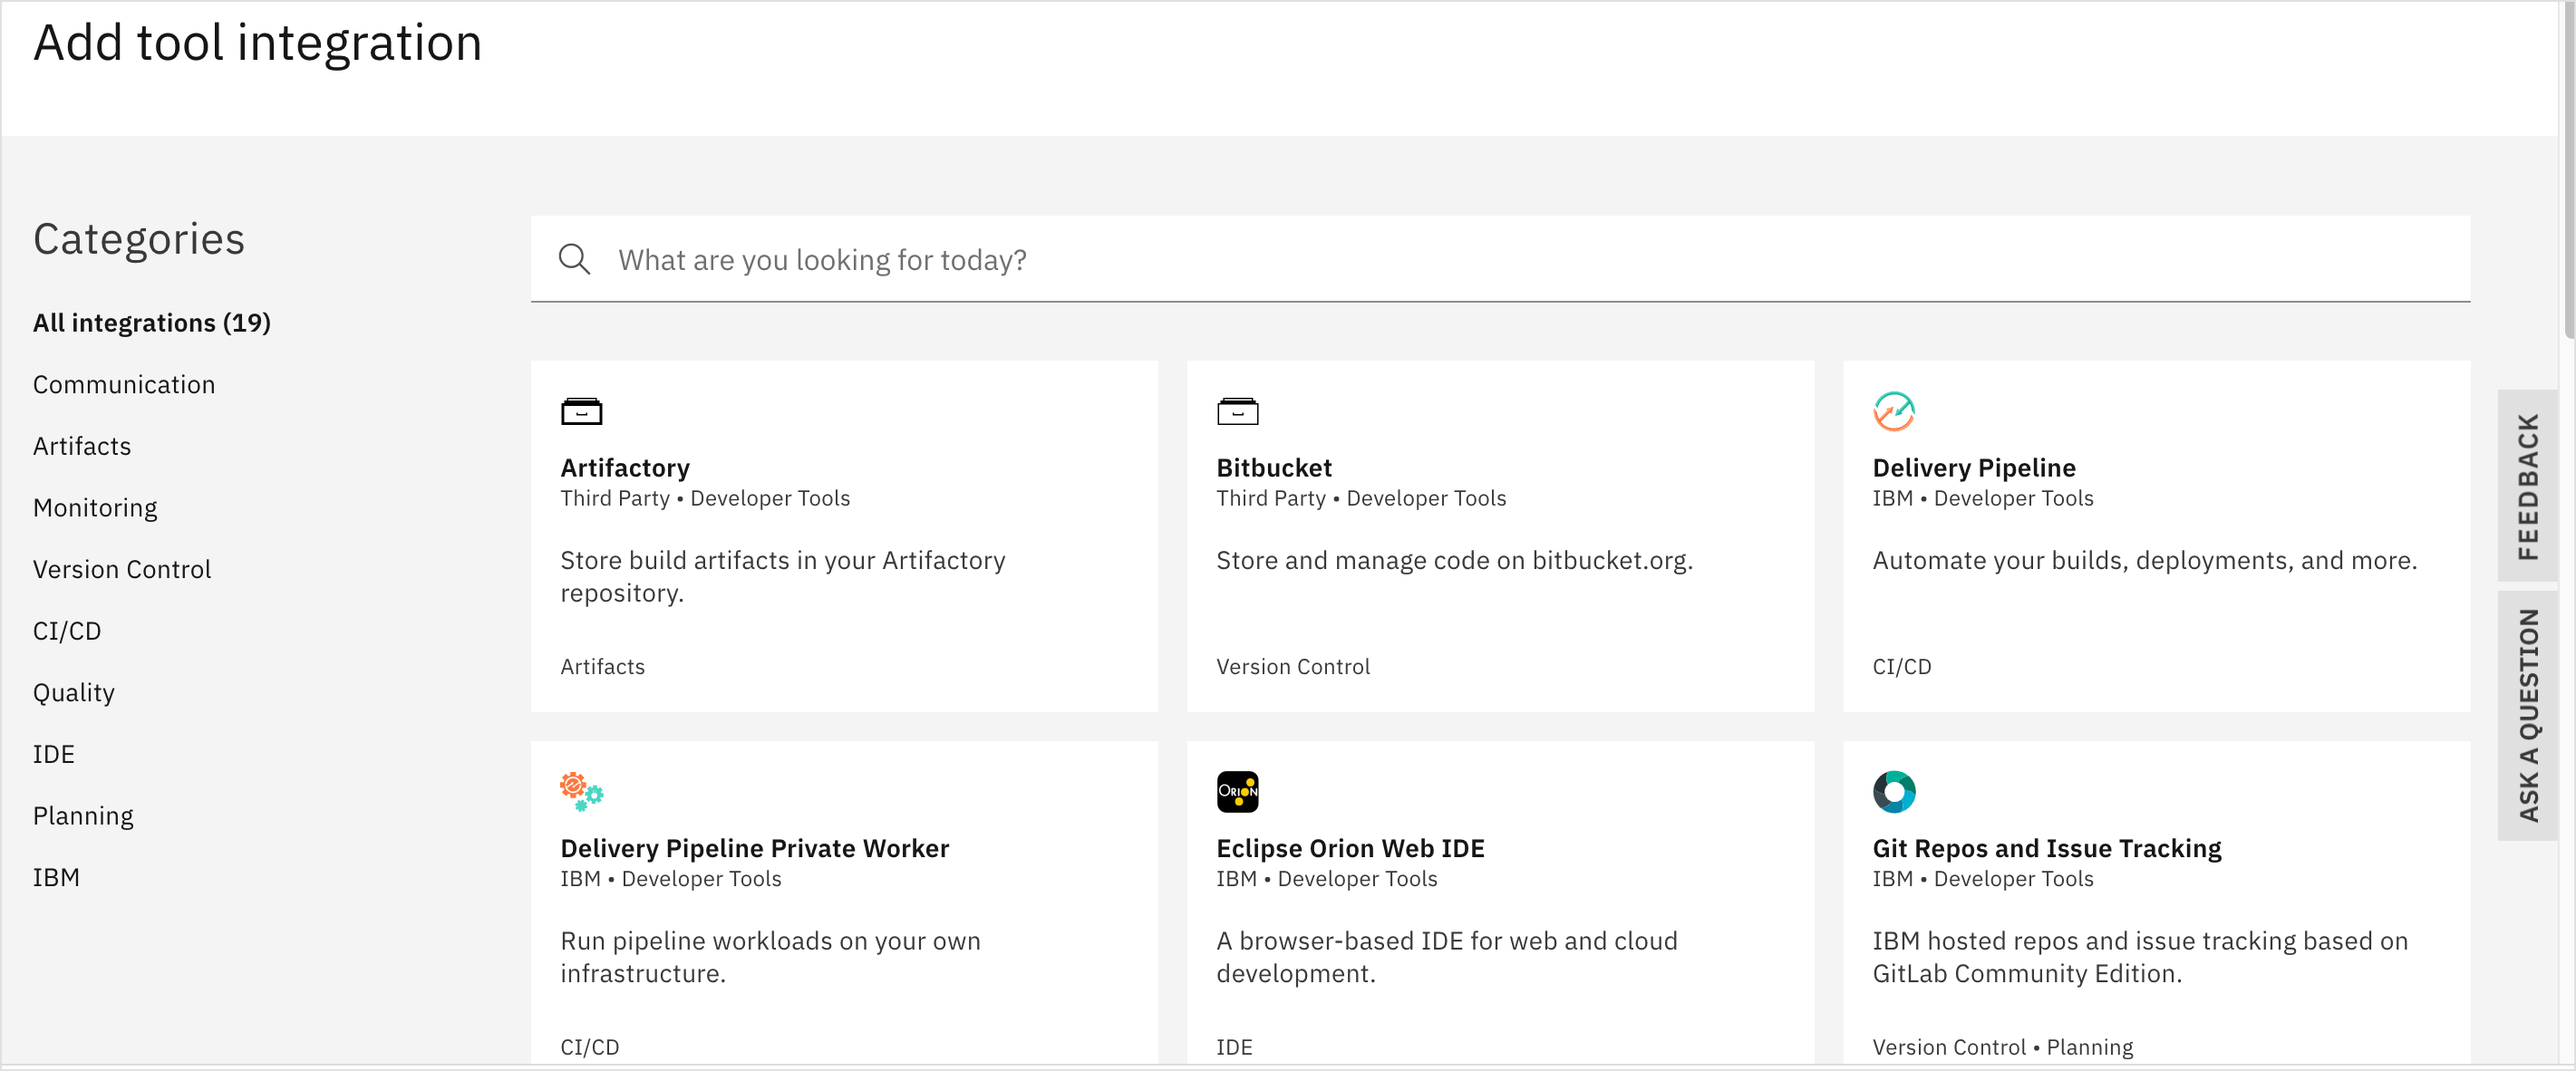 Add tool integration
Categories
All integrations (19)
Communication
Artifacts
Monitoring
Version Control
CI/CD
Quality
IDE
Planning
IBM
What are you looking for today?
Artifactory
Third Party • Developer Tools
Store build artifacts in your Artifactory
repository.
Artifacts
Bitbucket
Third Party • Developer Tools
Store and manage code on bitbucket.org.
Version Control
Delivery Pipeline
IBM • Developer Tools
Automate your builds, deployments, and more.
CI/CD
Delivery Pipeline Private Worker
IBM • Developer Tools
Run pipeline workloads on your own
infrastructure.
CI/CD
ORION
Eclipse Orion Web IDE
IBM • Developer Tools
A browser-based IDE for web and cloud
development.
IDE
Git Repos and Issue Tracking
IBM • Developer Tools
IBM hosted repos and issue tracking based on
GitLab Community Edition.
Version Control • Planning
FEEDBACK
ASK A QUESTION